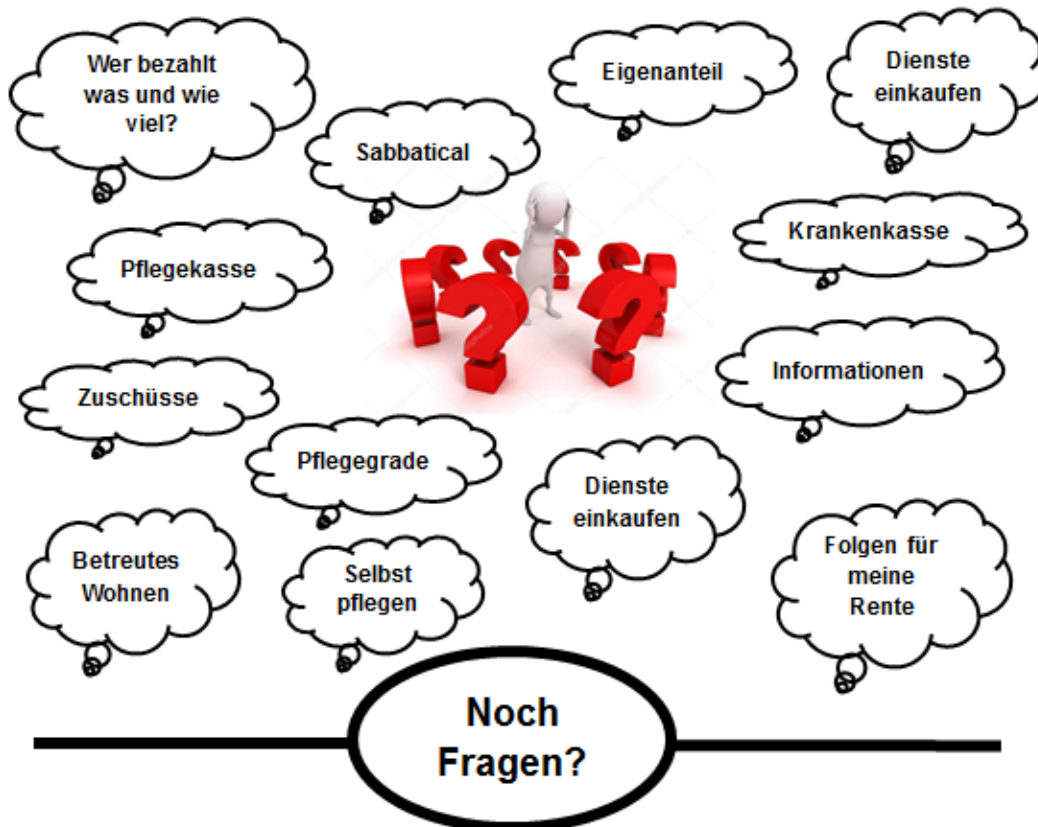 Wer bezahlt
was und wie
viel?
Sabbatical
Eigenanteil
Dienste
einkaufen
Pflegekasse
Krankenkasse
Zuschüsse
Informationen
Pflegegrade
Dienste
einkaufen
Betreutes
Wohnen
Selbst
pflegen
Folgen für
meine
Rente
Noch
Fragen?